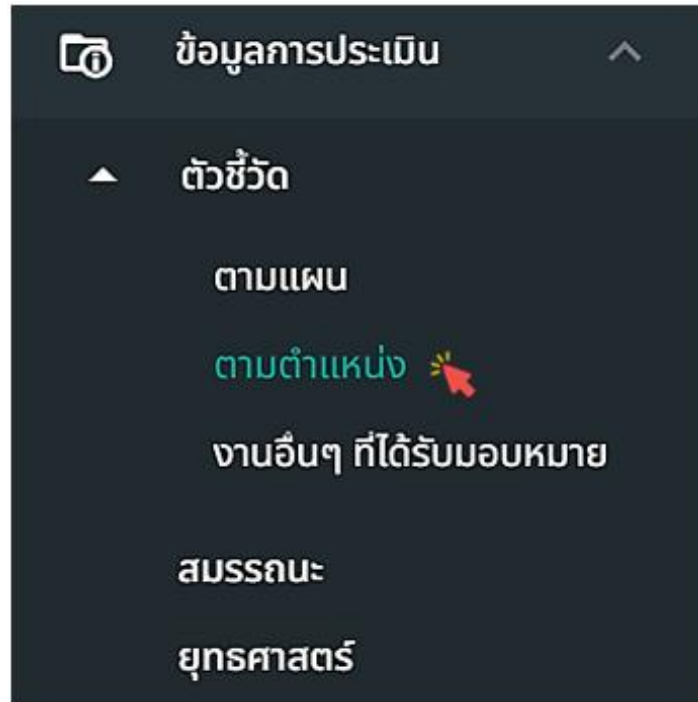 ข้อมูลการประเมิน
ตัวชี้วัด
ตามแผน
ตามตำแหน่ง
งานอื่นๆ ที่ได้รับมอบหมาย
สมรรถนะ
ยุทธศาสตร์